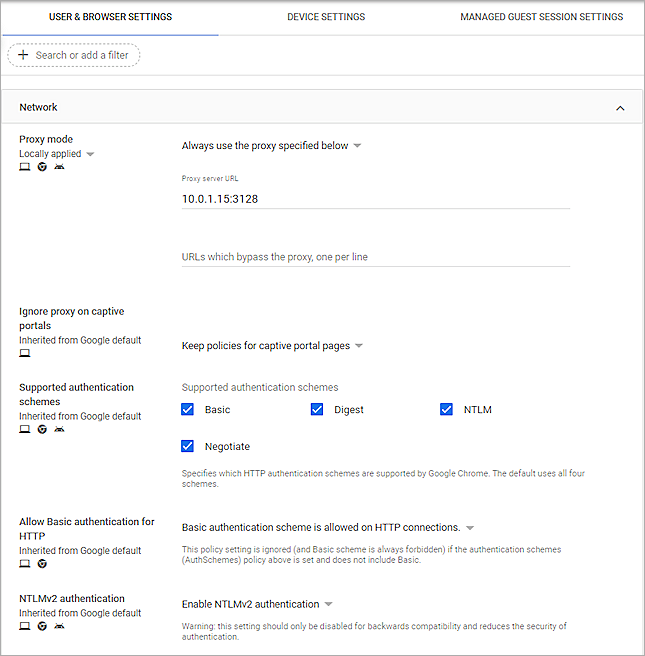 USER & BROWSER SETTINGS
DEVICE SETTINGS
MANAGED GUEST SESSION SETTINGS
Search or add a filter
Network
Proxy mode
Locally applied
Always use the proxy specified below
Proxy server URL
10.0.1.15:3128
URLs which bypass the proxy, one per line
Ignore proxy on captive
portals
Inherited from Google default
Keep policies for captive portal pages
Supported authentication
schemes
Inherited from Google default
Supported authentication schemes
Basic
Digest
NTLM
Negotiate
Specifies which HTTP authentication schemes are supported by Google Chrome. The default uses all four
schemes.
Allow Basic authentication for
HTTP
Inherited from Google default
Basic authentication scheme is allowed on HTTP connections.
This policy setting is ignored (and Basic scheme is always forbidden) if the authentication schemes
(AuthSchemes) policy above is set and does not include Basic.
NTLMv2 authentication
Inherited from Google default
Enable NTLMv2 authentication
Warning: this setting should only be disabled for backwards compatibility and reduces the security of
authentication.